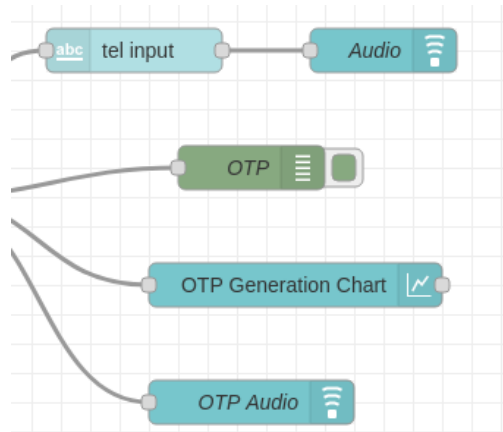 abc tel input Audio
OTP
OTP Generation Chart
OTP Audio